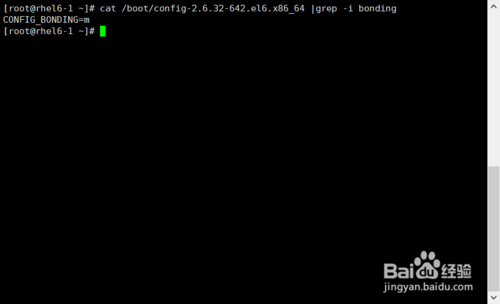 [root@rhel6-1 ~]# cat /boot/config-2.6.32-642.el6.x86_64 |grep -i bonding
CONFIG_BONDING=m
[root@rhel6-1 ~]#
Bai du 经验
jingyan.baidu.com